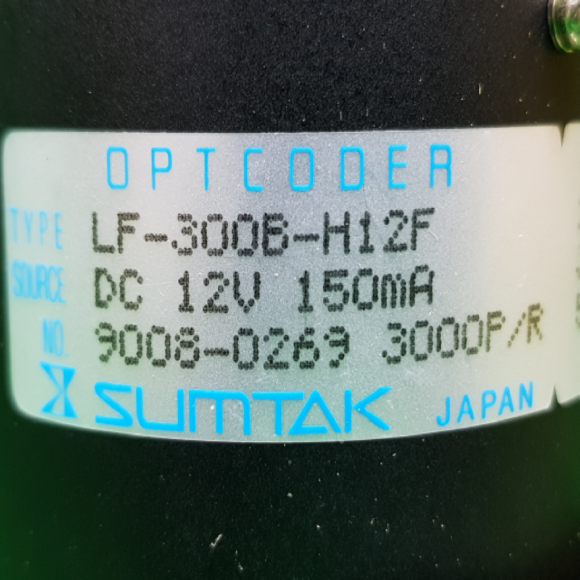 OPTCODER
TYPE LF-300B-H12F
SOURCE DC 12V 150mA
NO. 9008-0269 3000P/R
SUMTAK JAPAN